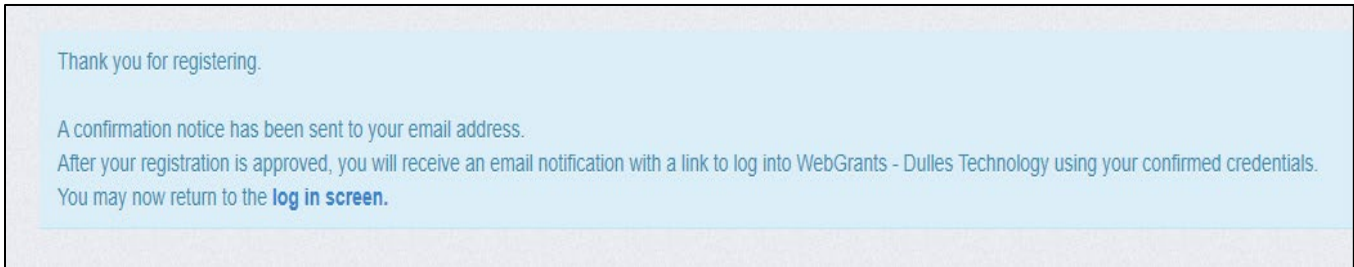 Thank you for registering.
A confirmation notice has been sent to your email address.
After your registration is approved, you will receive an email notification with a link to log into WebGrants - Dulles Technology using your confirmed credentials.
You may now return to the log in screen.